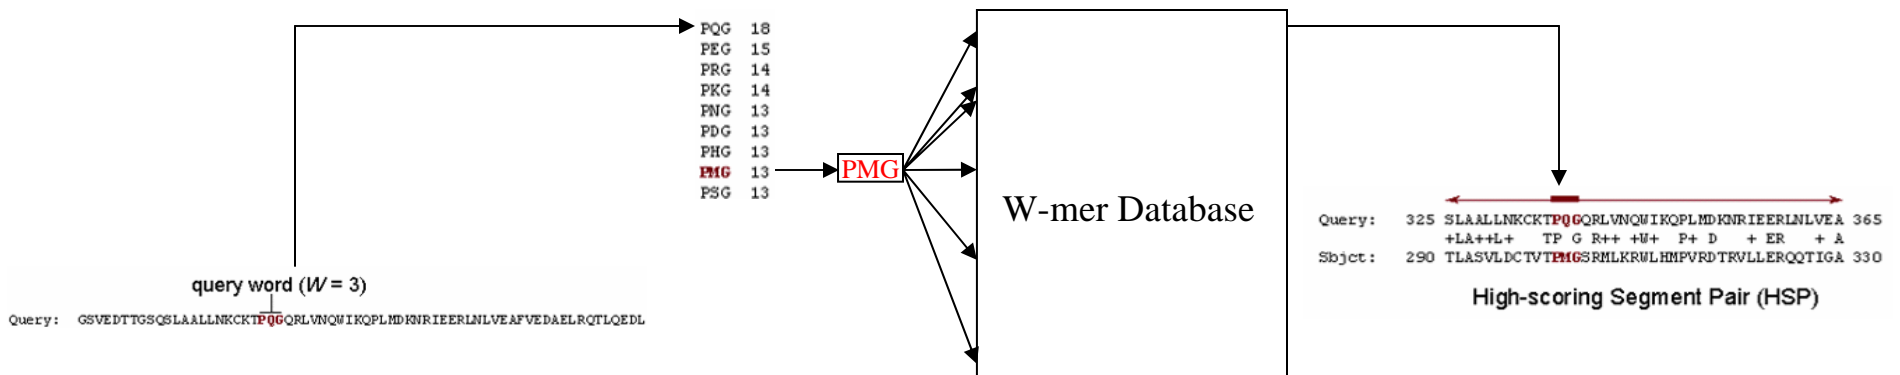 PQG 18
PEG 15
PRG 14
PKG 14
PNG 13
PDG 13
PHG 13
PMG 13
PSG 13
PMG
W-mer Database
query word (W = 3)
Query: GSVEDTTGSQSLAALLNKCKTPQGQRLVNQWIKQPLMDKNRIEERLNLVEAFVEDAELRQTLQEDL
Query: 325 SLAALLNKCKTPQGQRLVNQWIKQPLMDKNRIEERLNLVEA 365
+LA++L+ TP G R++ +W+ P+ D + ER + A
Sbjct: 290 TLASVLDCTVTPMGSRMLKRWLHMPVRDTRVLLERQQTIGA 330
High-scoring Segment Pair (HSP)